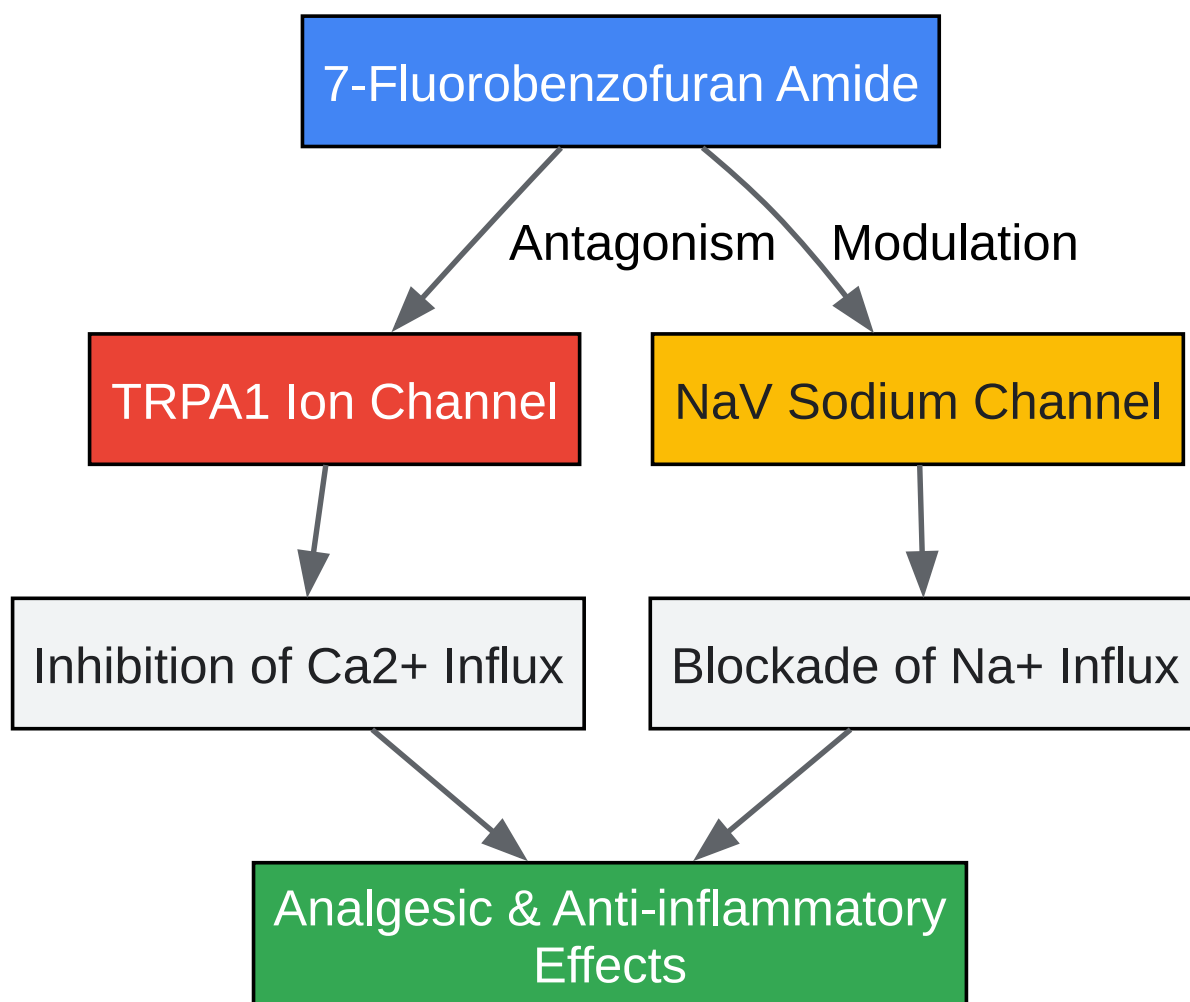 7-Fluorobenzofuran Amide
Antagonism
Modulation
TRPA1 Ion Channel
NaV Sodium Channel
Inhibition of Ca2+ Influx
Blockade of Na+ Influx
Analgesic & Anti-inflammatory
Effects